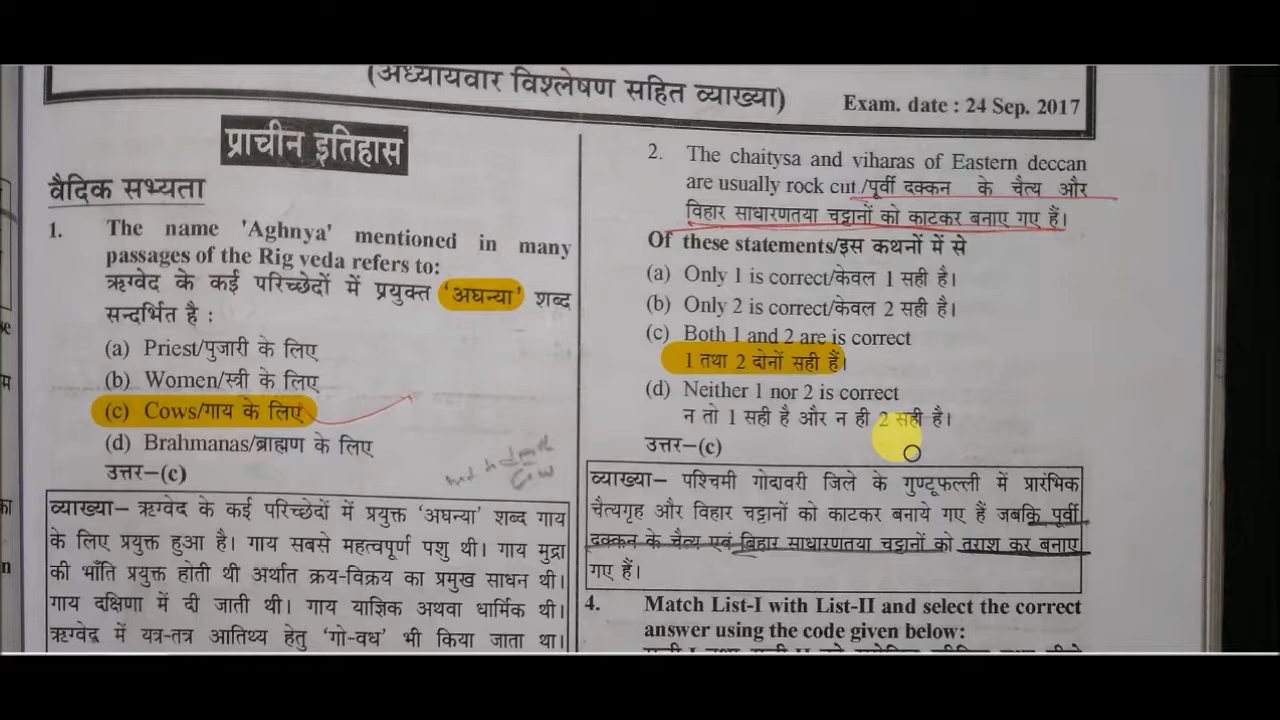 (अध्यायवार विश्लेषण सहित व्याख्या)
Exam. date : 24 Sep. 2017
प्राचीन इतिहास
वैदिक सभ्यता
1. The name 'Aghnya' mentioned in many
passages of the Rig veda refers to:
ऋग्वेद के कई परिच्छेदों में प्रयुक्त 'अघन्या' शब्द
सन्दर्भित है :
(a) Priest/पुजारी के लिए
(b) Women/स्त्री के लिए
(c) Cows/गाय के लिए
(d) Brahmanas/ब्राह्मण के लिए
उत्तर–(c)
व्याख्या– ऋग्वेद के कई परिच्छेदों में प्रयुक्त 'अघन्या' शब्द गाय
के लिए प्रयुक्त हुआ है। गाय सबसे महत्वपूर्ण पशु थी। गाय मुद्रा
की भाँति प्रयुक्त होती थी अर्थात क्रय-विक्रय का प्रमुख साधन थी।
गाय दक्षिणा में दी जाती थी। गाय याज्ञिक अथवा धार्मिक थी।
ऋग्वेद में यत्र-तत्र आतिथ्य हेतु 'गो-वध' भी किया जाता था।
2. The chaitysa and viharas of Eastern deccan
are usually rock cut /पूर्वी दक्कन के चैत्य और
विहार साधारणतया चट्टानों को काटकर बनाए गए हैं।
Of these statements/इस कथनों में से
(a) Only 1 is correct/केवल 1 सही है।
(b) Only 2 is correct/केवल 2 सही है।
(c) Both 1 and 2 are is correct
1 तथा 2 दोनों सही हैं।
(d) Neither 1 nor 2 is correct
न तो 1 सही है और न ही 2 सही है।
उत्तर–(c)
व्याख्या– पश्चिमी गोदावरी जिले के गुण्टूफल्ली में प्रारंभिक
चैत्यगृह और विहार चट्टानों को काटकर बनाये गए हैं जबकि पूर्वी
दक्कन के चैत्य एवं बिहार साधारणतया चट्टानों को तराश कर बनाए
गए हैं।
4. Match List-I with List-II and select the correct
answer using the code given below: